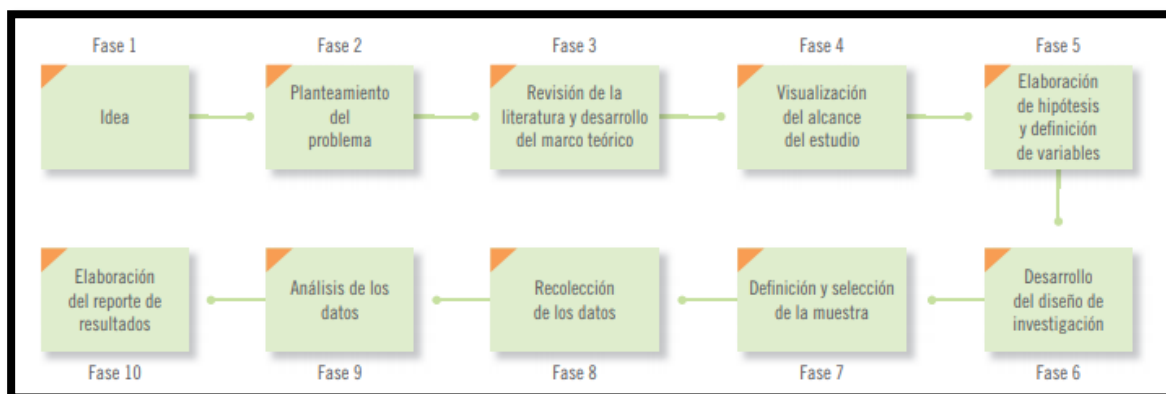 Fase 1
Fase 2
Fase 3
Fase 4
Fase 5
Idea
Planteamiento
del
problema
Revisión de la
literatura y desarrollo
del marco teórico
Visualización
del alcance
del estudio
Elaboración
de hipótesis
y definición
de variables
Elaboración
del reporte de
resultados
Análisis de los
datos
Recolección
de los datos
Definición y selección
de la muestra
Desarrollo
del diseño de
investigación
Fase 10
Fase 9
Fase 8
Fase 7
Fase 6